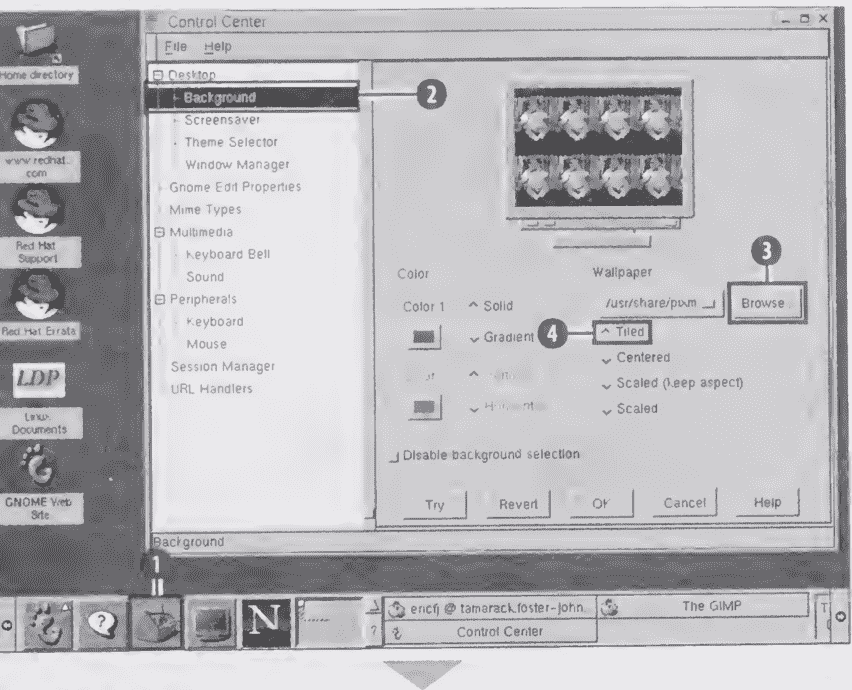 Control Center
File Help
Home directory
www.redhat.
com
Red Hat
Support
Red Hat Errata
LDP
Linux
Documents
GNOME Web
Site
Desktop
Background
Screensaver
Theme Selector
Window Manager
Gnome Edit Properties
Mime Types
Multimedia
Keyboard Bell
Sound
Peripherals
Keyboard
Mouse
Session Manager
URL Handlers
2
3
Color
Wallpaper
Color 1
Solid
/usr/share/pixm
Browse
Gradient
4
Tiled
Centered
Scaled (keep aspect)
Scaled
Disable background selection
Try
Revert
OK
Cancel
Help
Background
1
?
N
?
ericfj @ tamarack.foster-john
The GIMP
Control Center